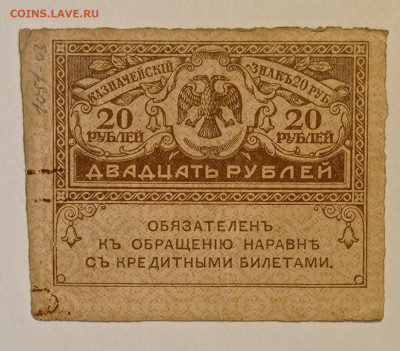 COINS.LAVE.RU
КАЗНАЧЕЙСКІЙ ЗНАКЪ 20 РУБ.
20 20
РУБЛЕЙ РУБЛЕЙ
ДВАДЦАТЬ РУБЛЕЙ
ОБЯЗАТЕЛЕНЪ
КЪ ОБРАЩЕНІЮ НАРАВНѢ
СЪ КРЕДИТНЫМИ БИЛЕТАМИ.